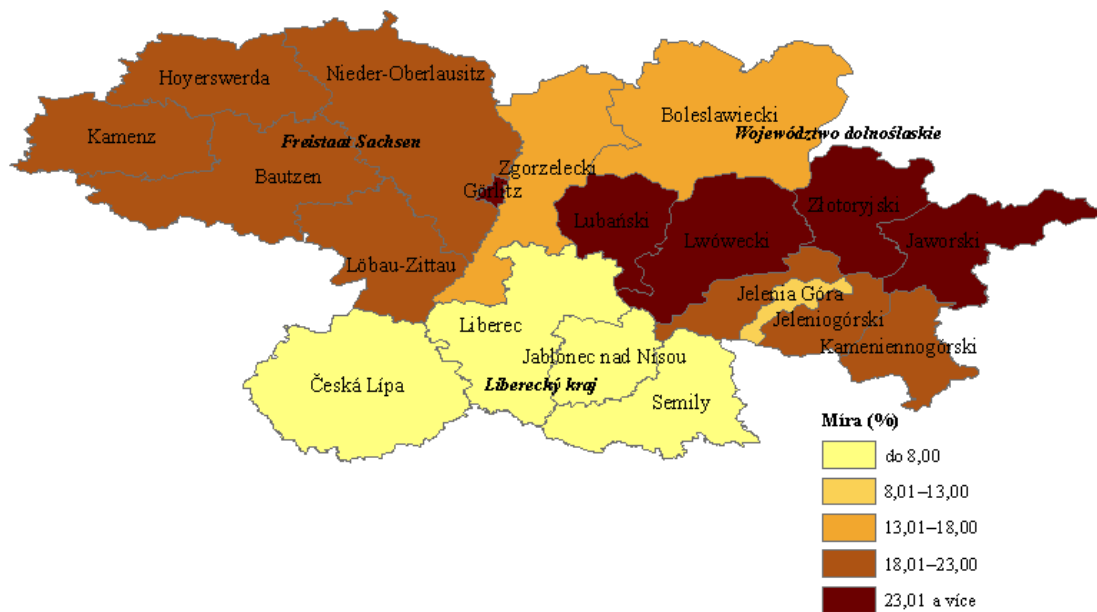 Hoyerswerda
Nieder-Oberlausitz
Boleslawiecki
Kamenz
Freistaat Sachsen
Województwo dolnośląskie
Zgorzelecki
Bautzen
Görlitz
Lubański
Złotoryjski
Lwówecki
Jaworski
Löbau-Zittau
Jelenia Góra
Jeleniogórski
Liberec
Kameniennogórski
Jablonec nad Nisou
Česká Lípa
Liberecký kraj
Semily
Míra (%)
do 8,00
8,01–13,00
13,01–18,00
18,01–23,00
23,01 a více